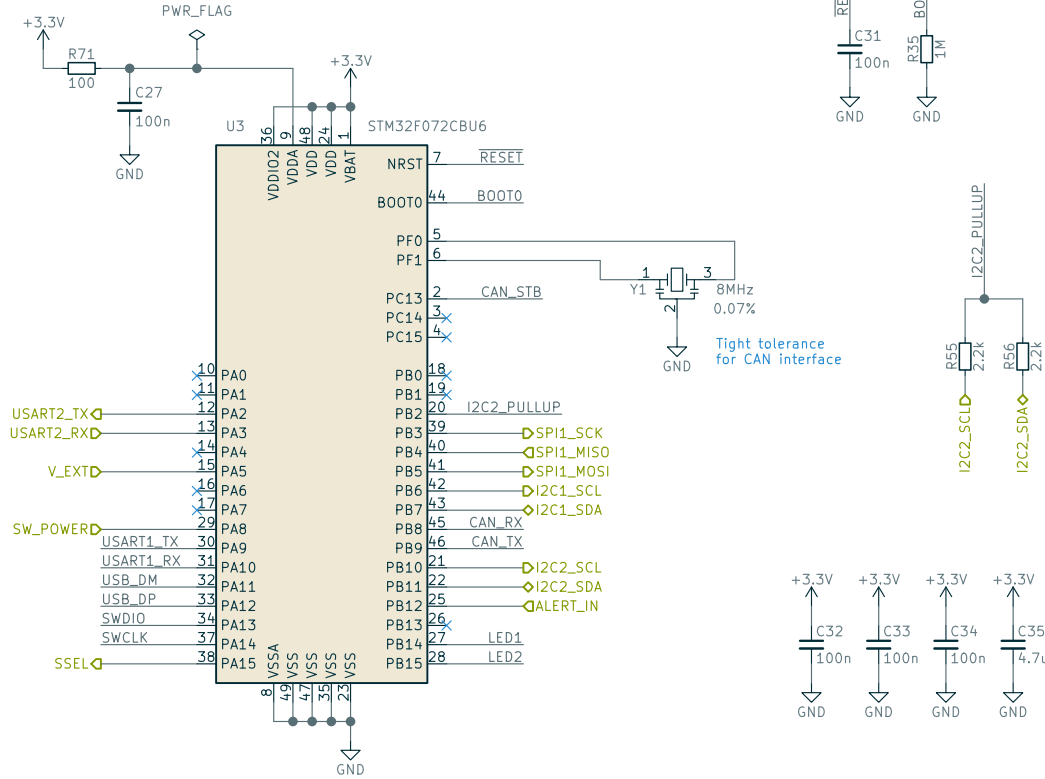 PWR_FLAG
+3.3V
R71
100
C27
100n
GND
+3.3V
U3
STM32F072CBU6
36
9
48
24
1
VDDIO2
VDDA
VDD
VDD
VBAT
NRST 7 RESET
BOOT0 44 BOOT0
PF0 5
PF1 6
PC13 2 CAN_STB
PC14 3
PC15 4
Y1
1
3
2
8MHz
0.07%
GND
Tight tolerance
for CAN interface
10 PA0
11 PA1
USART2_TX 12 PA2
USART2_RX 13 PA3
14 PA4
V_EXT 15 PA5
16 PA6
17 PA7
SW_POWER 29 PA8
USART1_TX 30 PA9
USART1_RX 31 PA10
USB_DM 32 PA11
USB_DP 33 PA12
SWDIO 34 PA13
SWCLK 37 PA14
SSEL 38 PA15
PB0 18
PB1 19
PB2 20 I2C2_PULLUP
PB3 39 SPI1_SCK
PB4 40 SPI1_MISO
PB5 41 SPI1_MOSI
PB6 42 I2C1_SCL
PB7 43 I2C1_SDA
PB8 45 CAN_RX
PB9 46 CAN_TX
PB10 21 I2C2_SCL
PB11 22 I2C2_SDA
PB12 25 ALERT_IN
PB13 26
PB14 27 LED1
PB15 28 LED2
VSSA
VSS
VSS
VSS
VSS
8
49
47
35
23
GND
RE
C31
100n
GND
BO
R35
1M
GND
I2C2_PULLUP
R55
2.2k
R56
2.2k
I2C2_SCL
I2C2_SDA
+3.3V
C32
100n
GND
+3.3V
C33
100n
GND
+3.3V
C34
100n
GND
+3.3V
C35
4.7u
GND